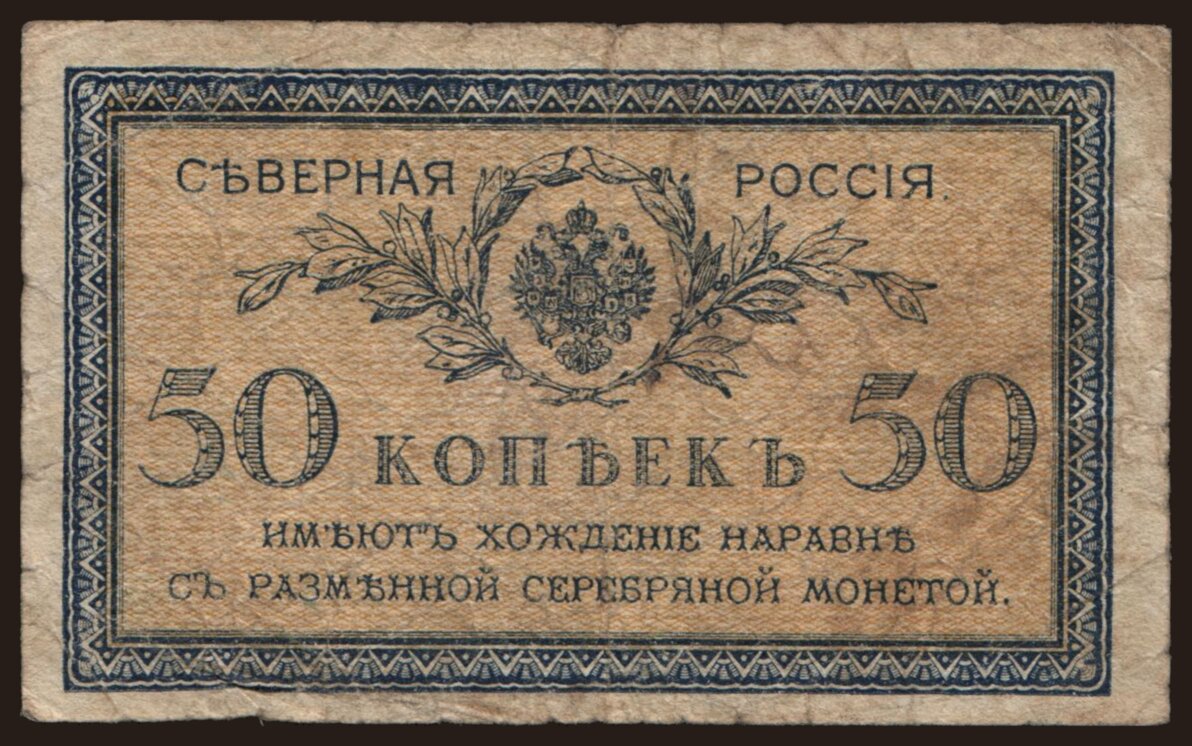 СѢВЕРНАЯ РОССІЯ.
50 КОПѢЕКЪ 50
ИМѢЮТЪ ХОЖДЕНІЕ НАРАВНѢ
СЪ РАЗМѢННОЙ СЕРЕБРЯНОЙ МОНЕТОЙ.